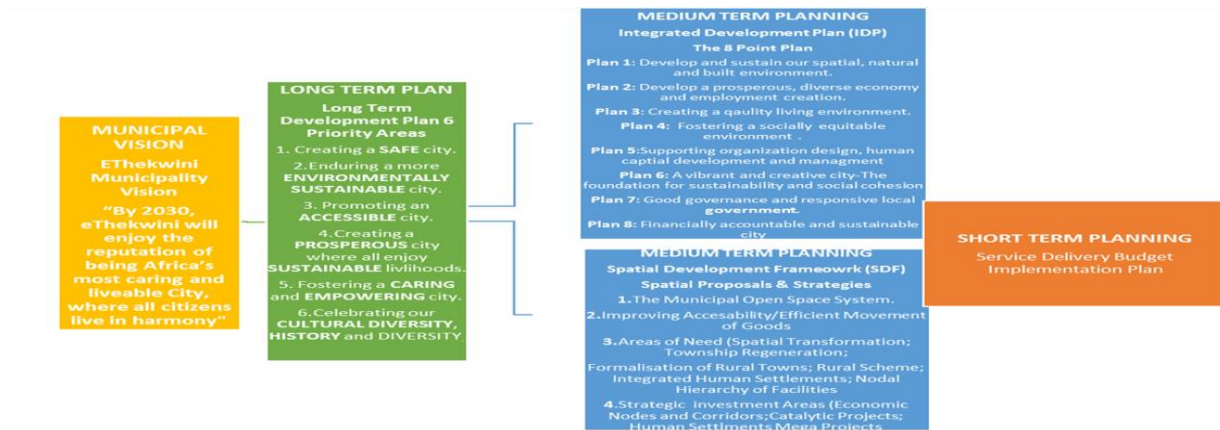 MUNICIPAL
VISION
EThekwini
Municipality
Vision
"By 2030,
eThekwini will
enjoy the
reputation of
being Africa's
most caring and
liveable City,
where all citizens
live in harmony"
LONG TERM PLAN
Long Term
Development Plan 6
Priority Areas
1. Creating a SAFE city.
2.Enduring a more
ENVIRONMENTALLY
SUSTAINABLE city.
3. Promoting an
ACCESSIBLE city.
4.Creating a
PROSPEROUS city
where all enjoy
SUSTAINABLE livlihoods.
5. Fostering a CARING
and EMPOWERING city.
6.Celebrating our
CULTURAL DIVERSITY,
HISTORY and DIVERSITY
MEDIUM TERM PLANNING
Integrated Development Plan (IDP)
The 8 Point Plan
Plan 1: Develop and sustain our spatial, natural
and built environment.
Plan 2: Develop a prosperous, diverse economy
and employment creation.
Plan 3: Creating a qaulity living environment.
Plan 4: Fostering a socially equitable
environment .
Plan 5:Supporting organization design, human
captial development and managment
Plan 6: A vibrant and creative city-The
foundation for sustainability and social cohesion
Plan 7: Good governance and responsive local
government.
Plan 8: Financially accountable and sustainable
city
MEDIUM TERM PLANNING
Spatial Development Frameowrk (SDF)
Spatial Proposals & Strategies
1.The Municipal Open Space System.
2.Improving Accesability/Efficient Movement
of Goods
3.Areas of Need (Spatial Transformation;
Township Regeneration;
Formalisation of Rural Towns; Rural Scheme;
Integrated Human Settlements; Nodal
Hierarchy of Facilities
4.Strategic investment Areas (Economic
Nodes and Corridors;Catalytic Projects;
Human Settlments Mega Projects
SHORT TERM PLANNING
Service Delivery Budget
Implementation Plan